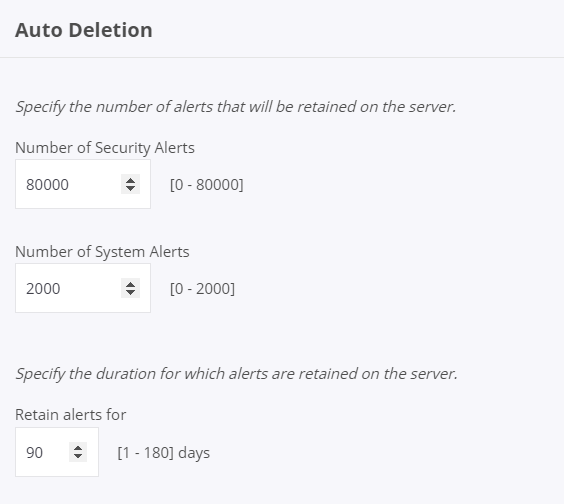 Auto Deletion
Specify the number of alerts that will be retained on the server.
Number of Security Alerts
80000 [0 - 80000]
Number of System Alerts
2000 [0 - 2000]
Specify the duration for which alerts are retained on the server.
Retain alerts for
90 [1 - 180] days